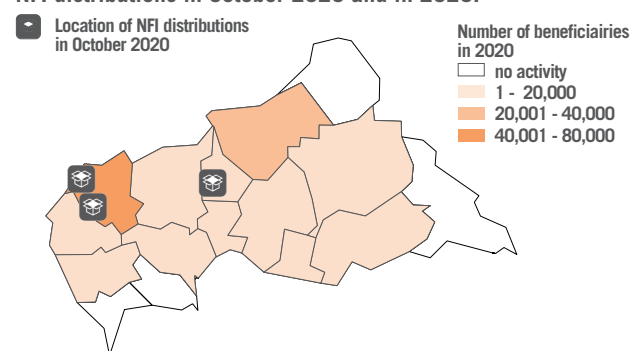 Location of NFI distributions
in October 2020
Number of beneficiairies
in 2020
no activity
1 - 20,000
20,001 - 40,000
40,001 - 80,000